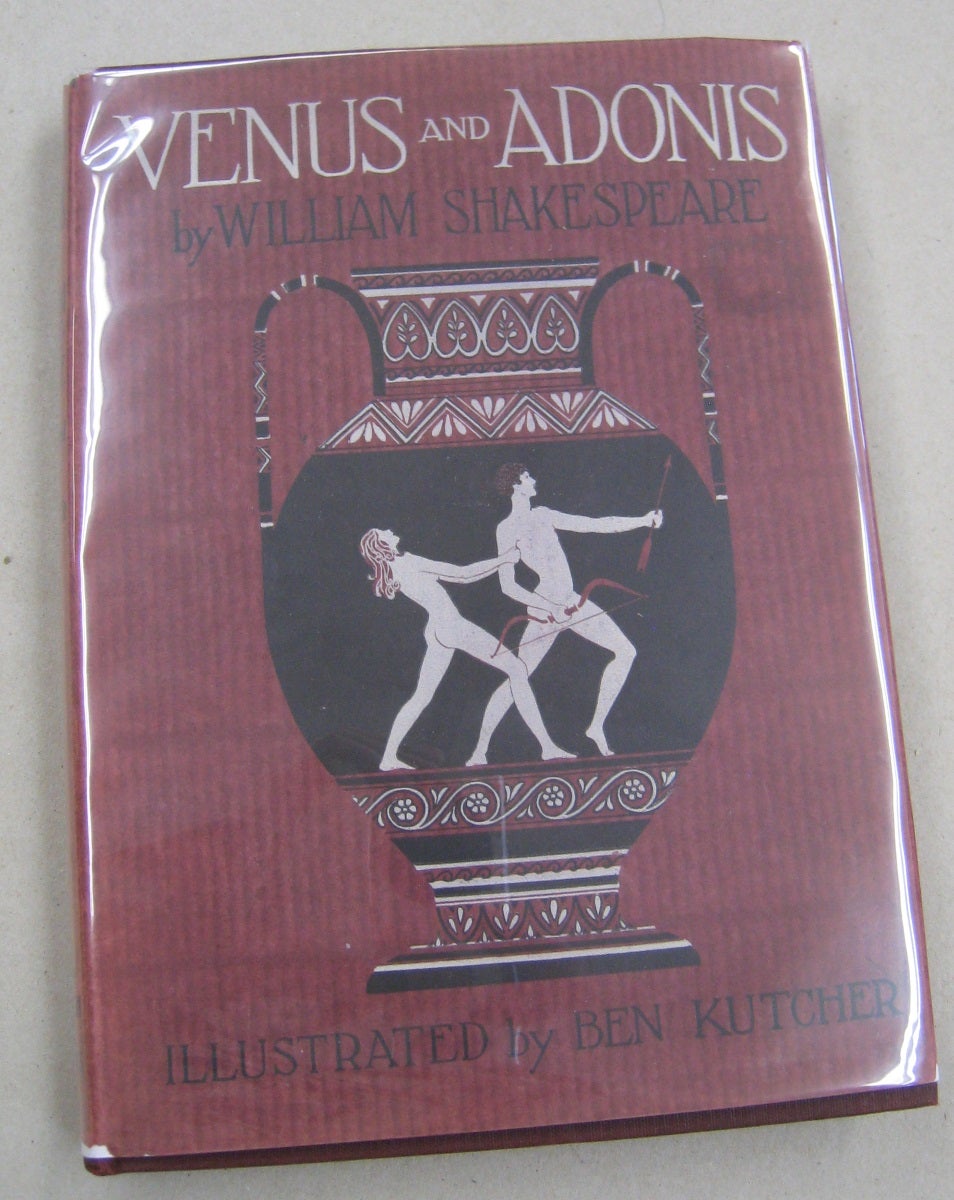 VENUS AND ADONIS
by WILLIAM SHAKESPEARE
ILLUSTRATED by BEN KUTCHER